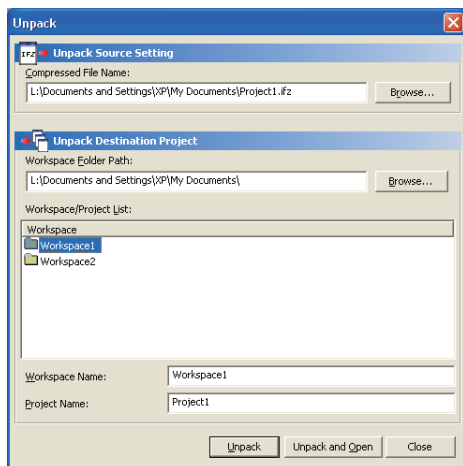 Unpack
IFZ Unpack Source Setting
Compressed File Name:
L:\Documents and Settings\XP\My Documents\Project1.ifz
Browse...
Unpack Destination Project
Workspace Folder Path:
L:\Documents and Settings\XP\My Documents\
Browse...
Workspace/Project List:
Workspace
Workspace1
Workspace2
Workspace Name: Workspace1
Project Name: Project1
Unpack Unpack and Open Close